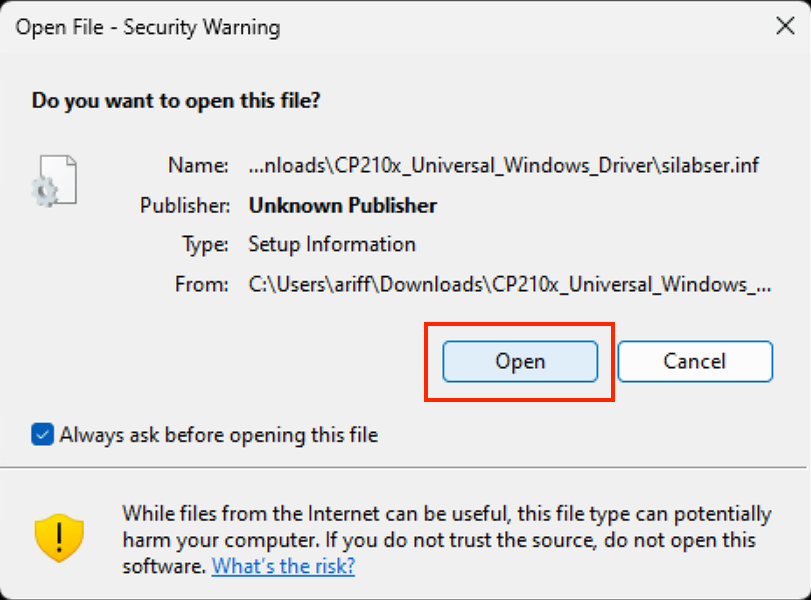 Open File - Security Warning
Do you want to open this file?
Name: ...nloads\CP210x_Universal_Windows_Driver\silabser.inf
Publisher: Unknown Publisher
Type: Setup Information
From: C:\Users\ariff\Downloads\CP210x_Universal_Windows_...
Open Cancel
Always ask before opening this file
While files from the Internet can be useful, this file type can potentially
harm your computer. If you do not trust the source, do not open this
software. What's the risk?